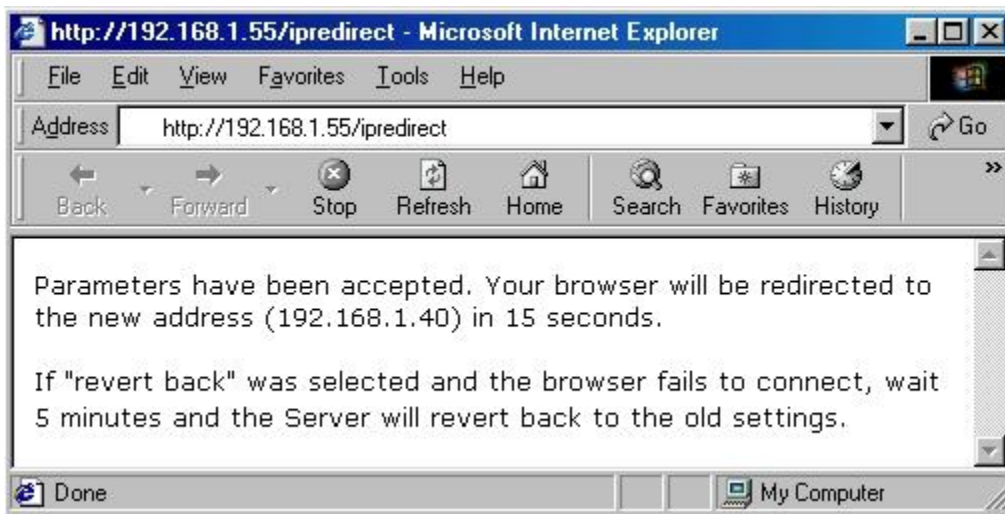 http://192.168.1.55/ipredirect - Microsoft Internet Explorer
File Edit View Favorites Tools Help
Address http://192.168.1.55/ipredirect Go
Back Forward Stop Refresh Home Search Favorites History »
Parameters have been accepted. Your browser will be redirected to
the new address (192.168.1.40) in 15 seconds.
If "revert back" was selected and the browser fails to connect, wait
5 minutes and the Server will revert back to the old settings.
Done My Computer